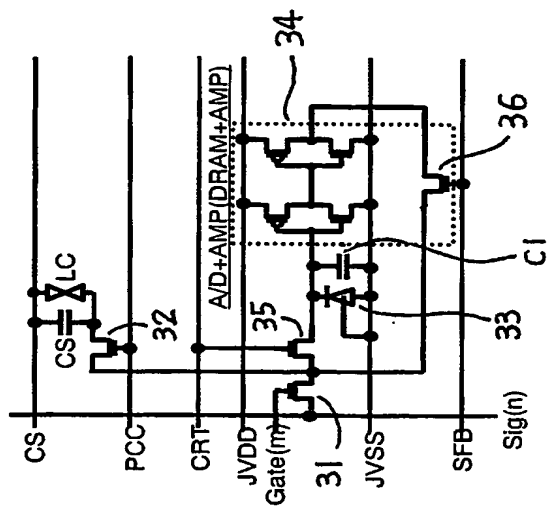 CS
PCC
CRT
JVDD
Gate(m)
JVSS
SFB
Sig(n)
CS
LC
32
A/D+AMP(DRAM+AMP)
34
35
31
33
C1
36